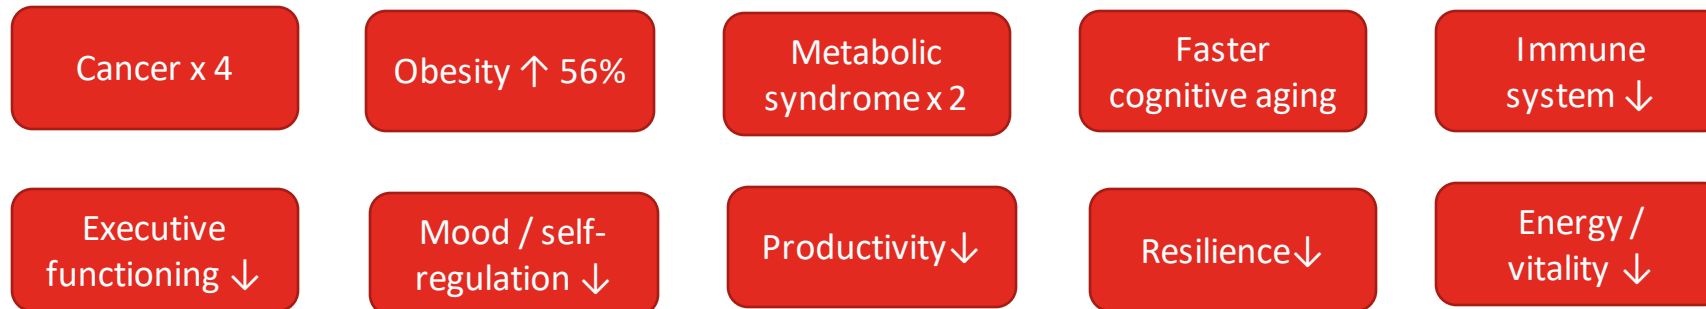 Cancer x 4
Obesity ↑ 56%
Metabolic
syndrome x 2
Faster
cognitive aging
Immune
system ↓
Executive
functioning ↓
Mood / self-
regulation ↓
Productivity↓
Resilience↓
Energy /
vitality ↓